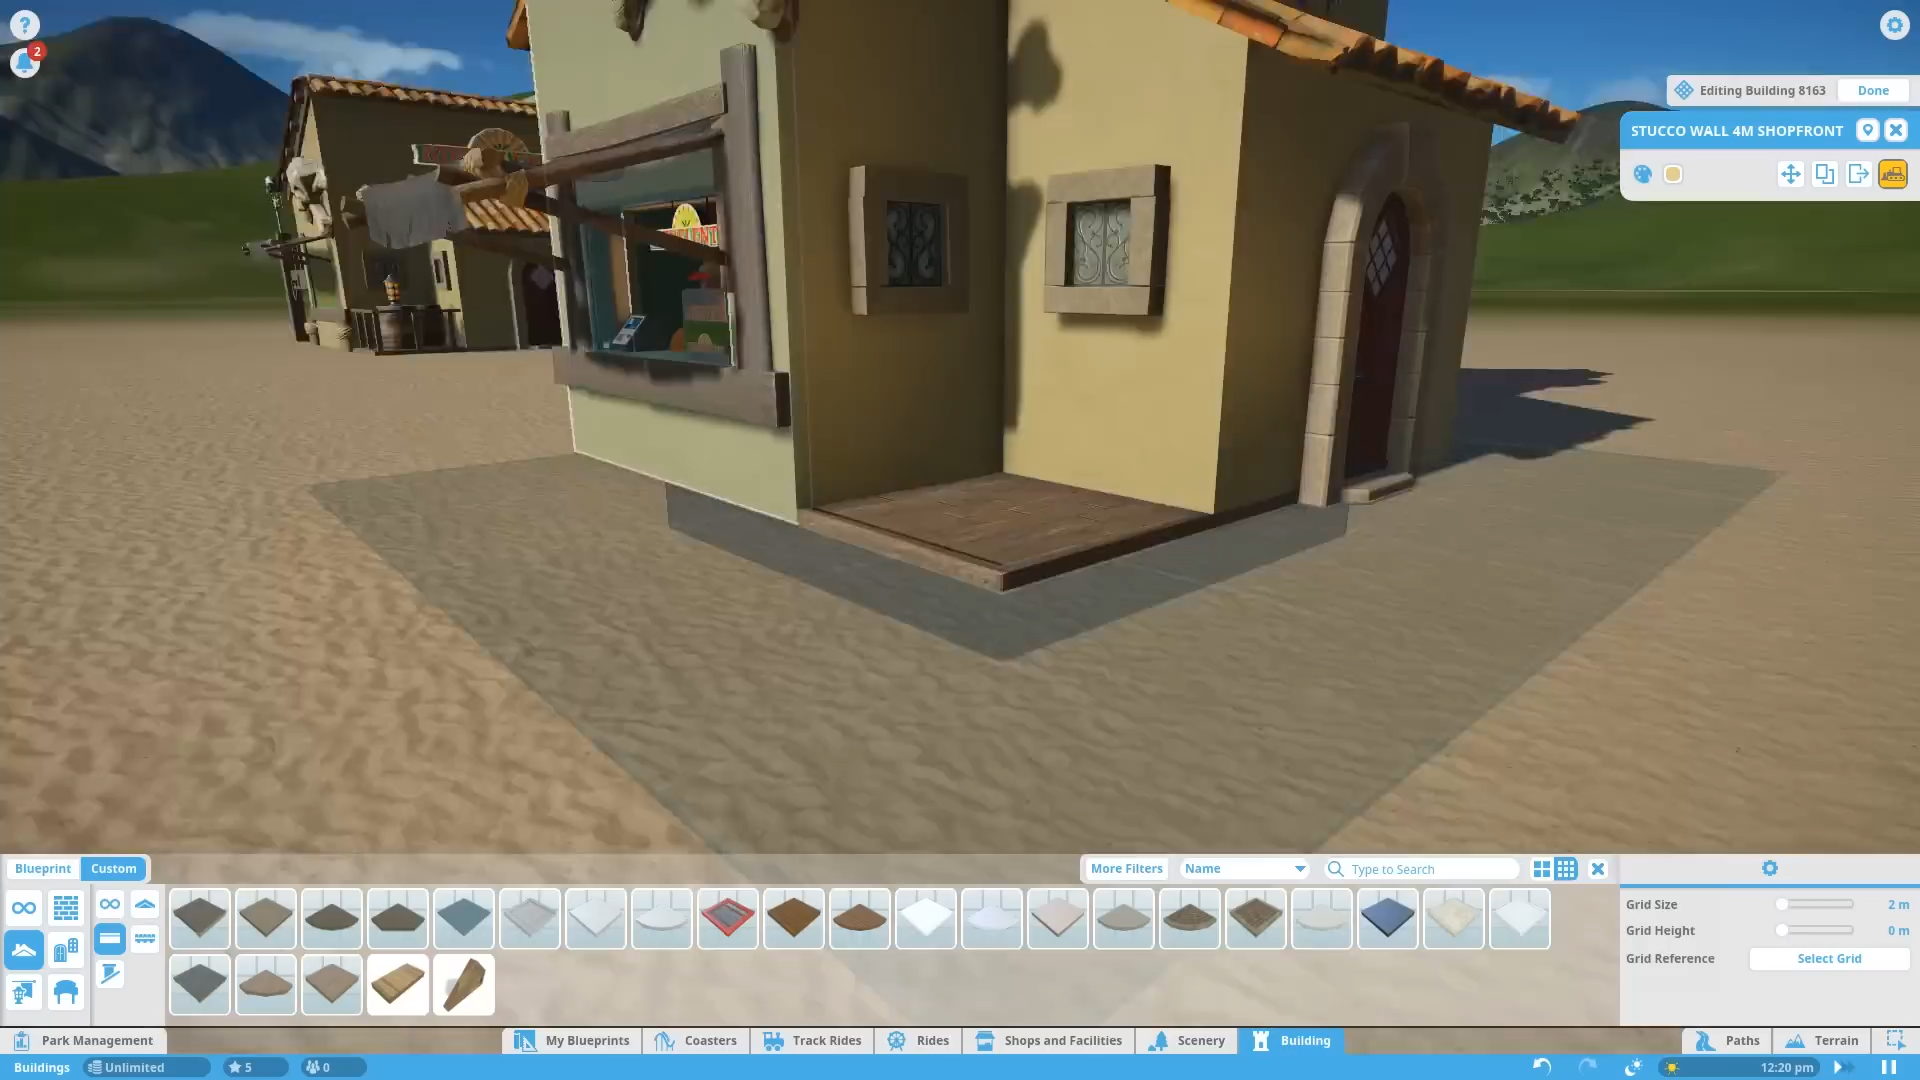 ?
2
Editing Building 8163
Done
STUCCO WALL 4M SHOPFRONT
Blueprint
Custom
More Filters
Name
Type to Search
Grid Size
2 m
Grid Height
0 m
Grid Reference
Select Grid
Park Management
My Blueprints
Coasters
Track Rides
Rides
Shops and Facilities
Scenery
Building
Paths
Terrain
Buildings
Unlimited
5
0
12:20 pm